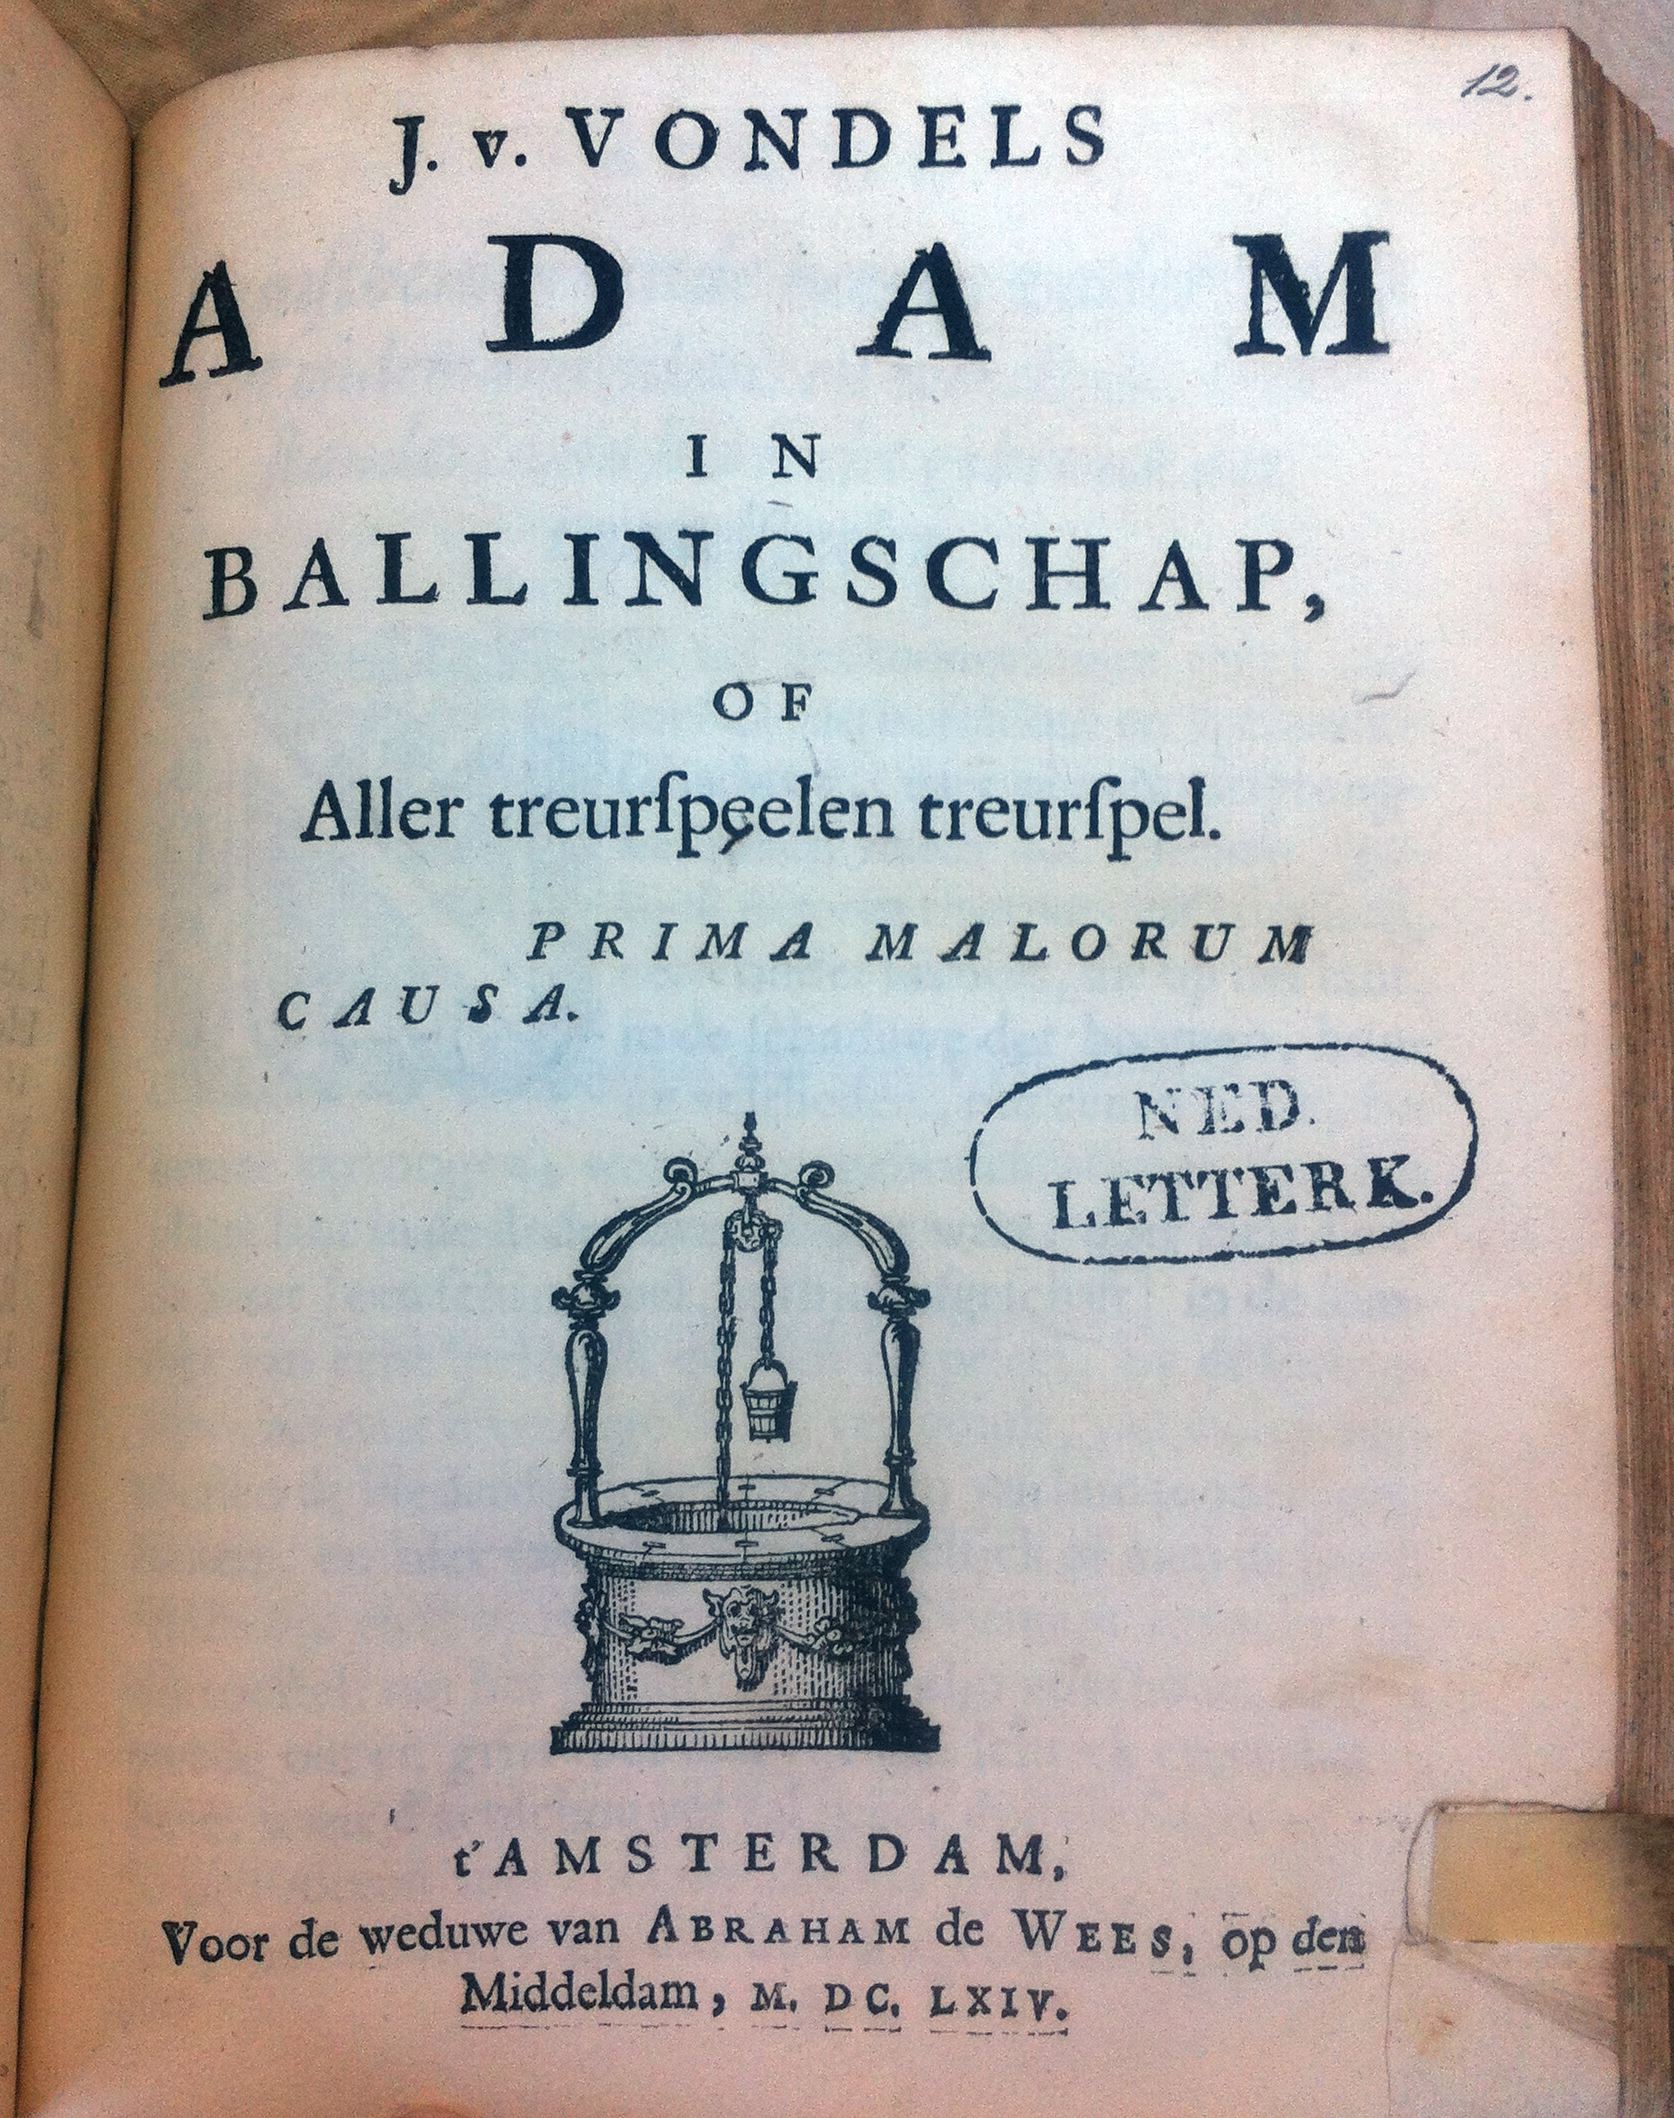 12.
J. v. VONDELS
ADAM
IN
BALLINGSCHAP,
OF
Aller treurſpeelen treurſpel.
PRIMA MALORUM
CAUSA.
NED.
LETTERK.
t'AMSTERDAM,
Voor de weduwe van ABRAHAM de WEES, op den
Middeldam, M. DC. LXIV.